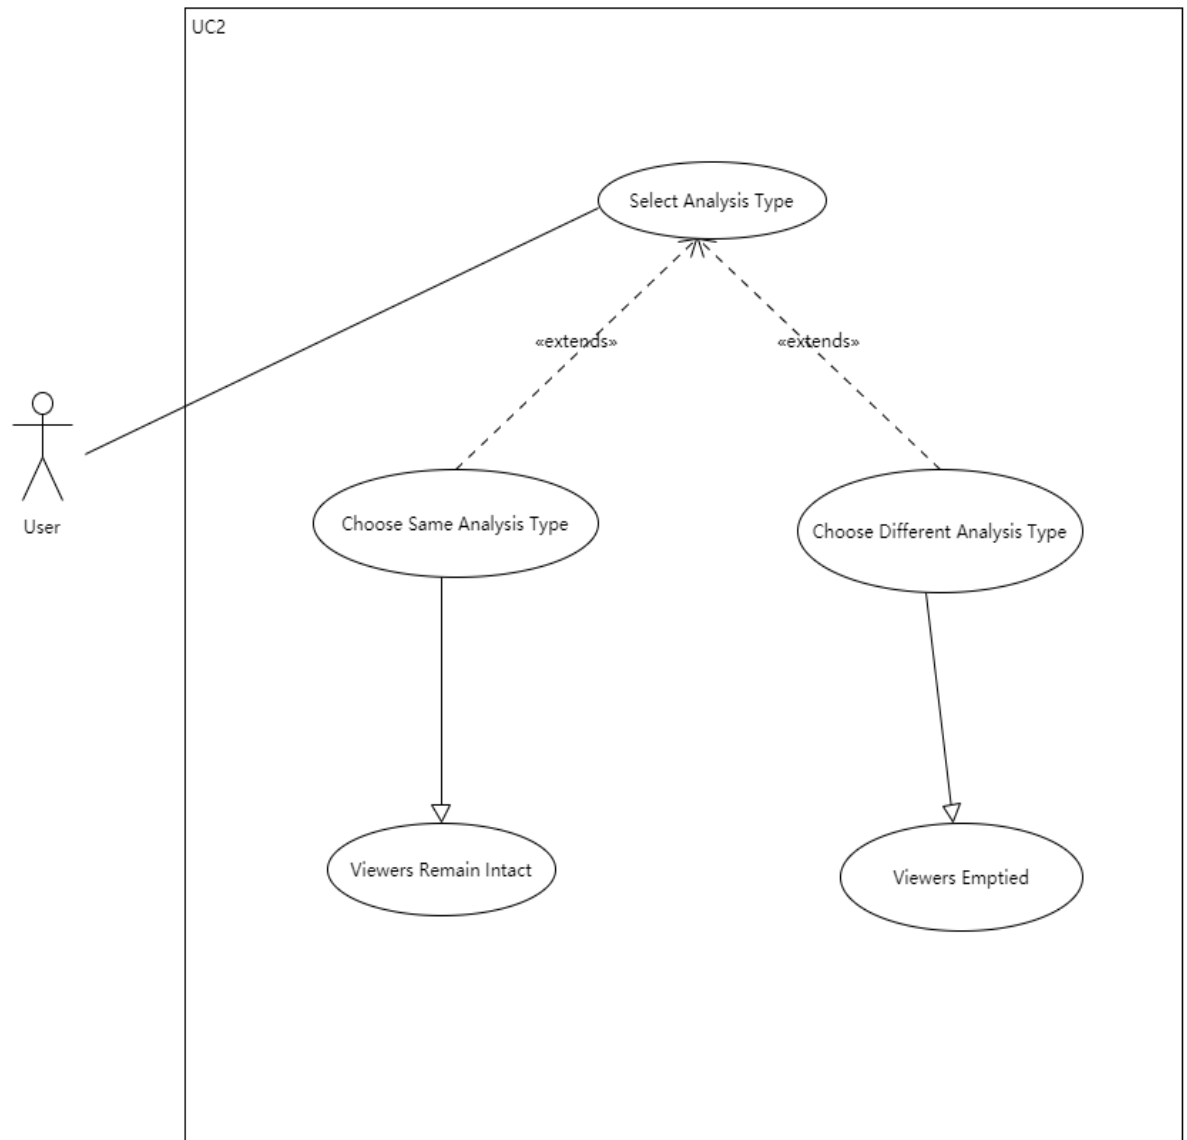 UC2
Select Analysis Type
«extends»
«extends»
User
Choose Same Analysis Type
Choose Different Analysis Type
Viewers Remain Intact
Viewers Emptied